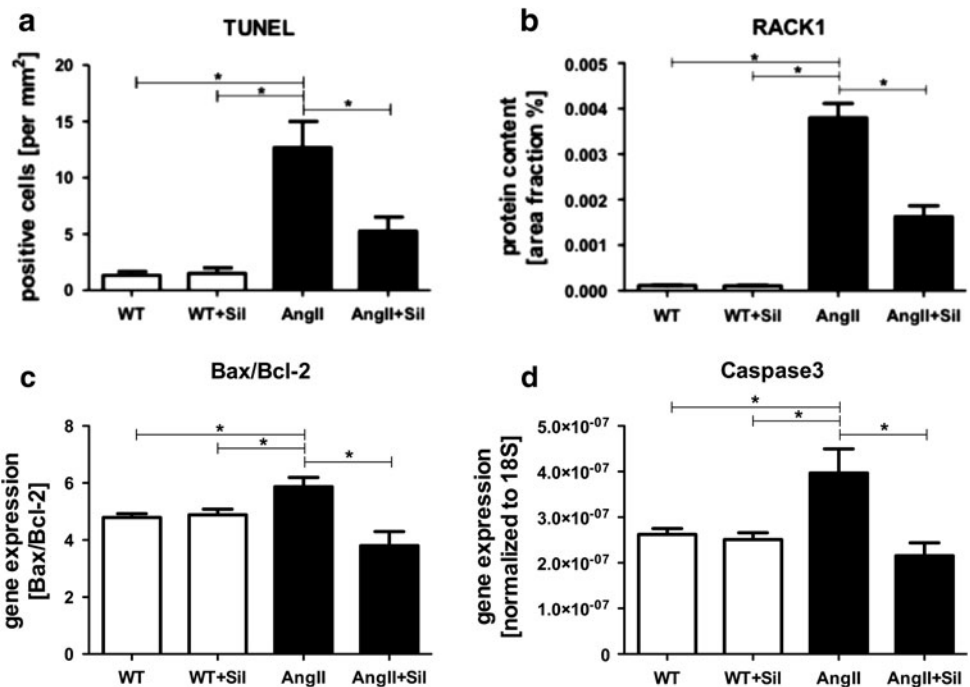 a
TUNEL
positive cells [per mm²]
20
15
10
5
0
*
*
*
WT
WT+Sil
AngII
AngII+Sil
b
RACK1
protein content
[area fraction %]
0.005
0.004
0.003
0.002
0.001
0.000
*
*
*
WT
WT+Sil
AngII
AngII+Sil
c
Bax/Bcl-2
gene expression
[Bax/Bcl-2]
8
6
4
2
0
*
*
*
WT
WT+Sil
AngII
AngII+Sil
d
Caspase3
gene expression
[normalized to 18S]
5.0×10⁻⁰⁷
4.0×10⁻⁰⁷
3.0×10⁻⁰⁷
2.0×10⁻⁰⁷
1.0×10⁻⁰⁷
0
*
*
*
WT
WT+Sil
AngII
AngII+Sil